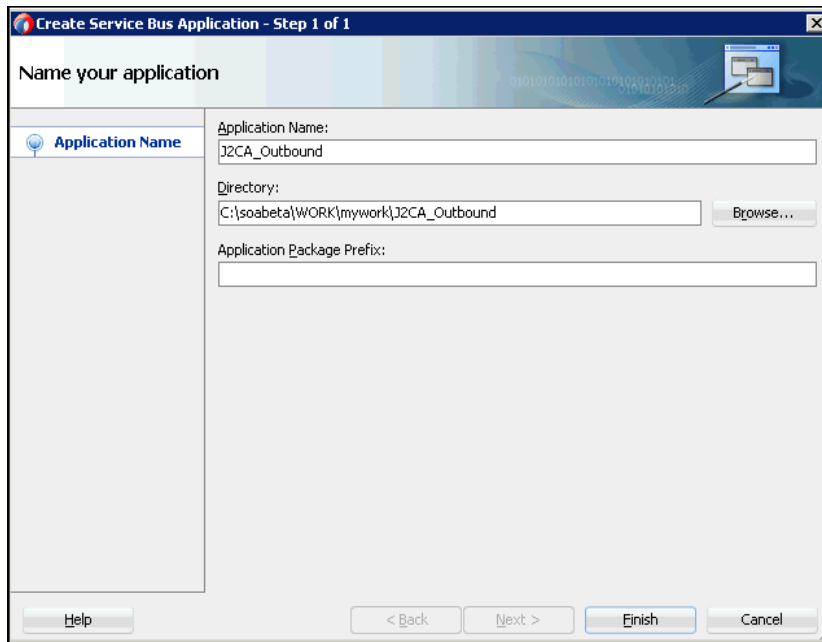 Create Service Bus Application - Step 1 of 1
Name your application
Application Name
Application Name:
J2CA_Outbound
Directory:
C:\soabeta\WORK\mywork\J2CA_Outbound
Browse...
Application Package Prefix:
Help
< Back
Next >
Finish
Cancel